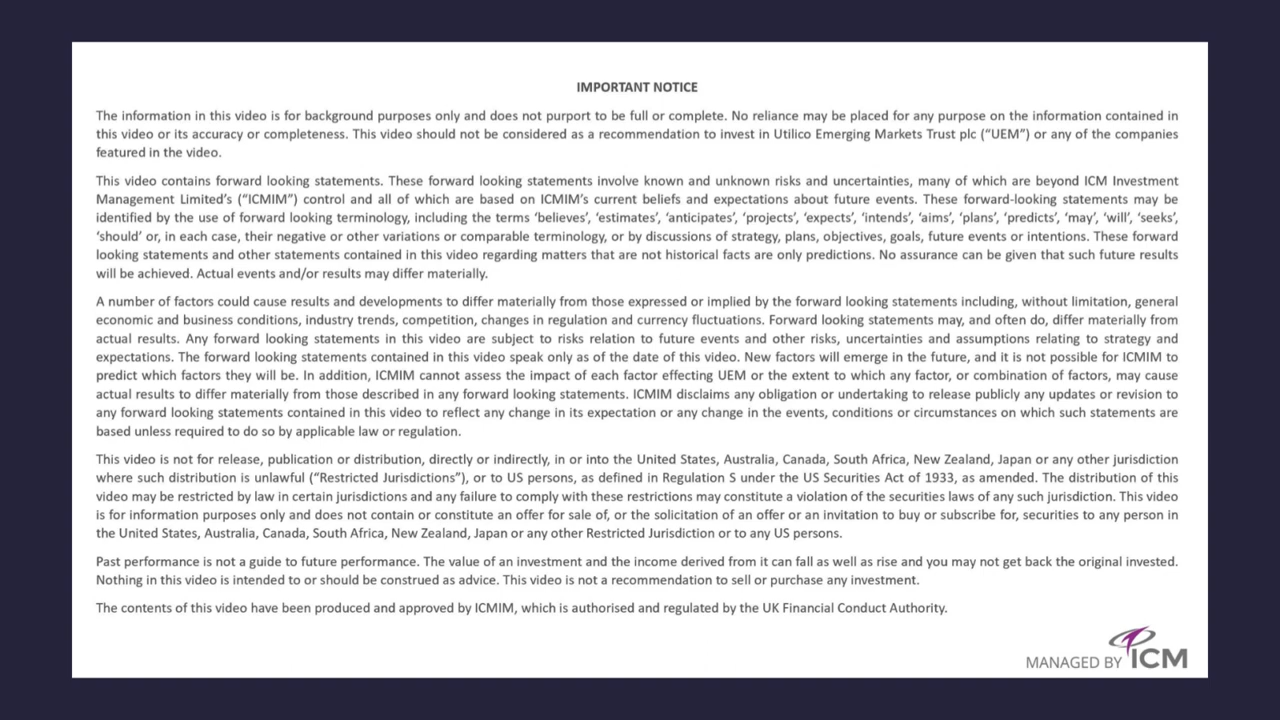 IMPORTANT NOTICE
The information in this video is for background purposes only and does not purport to be full or complete. No reliance may be placed for any purpose on the information contained in
this video or its accuracy or completeness. This video should not be considered as a recommendation to invest in Utilico Emerging Markets Trust plc (“UEM”) or any of the companies
featured in the video.
This video contains forward looking statements. These forward looking statements involve known and unknown risks and uncertainties, many of which are beyond ICM Investment
Management Limited’s (“ICMIM”) control and all of which are based on ICMIM’s current beliefs and expectations about future events. These forward-looking statements may be
identified by the use of forward looking terminology, including the terms ‘believes’, ‘estimates’, ‘anticipates’, ‘projects’, ‘expects’, ‘intends’, ‘aims’, ‘plans’, ‘predicts’, ‘may’, ‘will’, ‘seeks’,
‘should’ or, in each case, their negative or other variations or comparable terminology, or by discussions of strategy, plans, objectives, goals, future events or intentions. These forward
looking statements and other statements contained in this video regarding matters that are not historical facts are only predictions. No assurance can be given that such future results
will be achieved. Actual events and/or results may differ materially.
A number of factors could cause results and developments to differ materially from those expressed or implied by the forward looking statements including, without limitation, general
economic and business conditions, industry trends, competition, changes in regulation and currency fluctuations. Forward looking statements may, and often do, differ materially from
actual results. Any forward looking statements in this video are subject to risks relation to future events and other risks, uncertainties and assumptions relating to strategy and
expectations. The forward looking statements contained in this video speak only as of the date of this video. New factors will emerge in the future, and it is not possible for ICMIM to
predict which factors they will be. In addition, ICMIM cannot assess the impact of each factor effecting UEM or the extent to which any factor, or combination of factors, may cause
actual results to differ materially from those described in any forward looking statements. ICMIM disclaims any obligation or undertaking to release publicly any updates or revision to
any forward looking statements contained in this video to reflect any change in its expectation or any change in the events, conditions or circumstances on which such statements are
based unless required to do so by applicable law or regulation.
This video is not for release, publication or distribution, directly or indirectly, in or into the United States, Australia, Canada, South Africa, New Zealand, Japan or any other jurisdiction
where such distribution is unlawful (“Restricted Jurisdictions”), or to US persons, as defined in Regulation S under the US Securities Act of 1933, as amended. The distribution of this
video may be restricted by law in certain jurisdictions and any failure to comply with these restrictions may constitute a violation of the securities laws of any such jurisdiction. This video
is for information purposes only and does not contain or constitute an offer for sale of, or the solicitation of an offer or an invitation to buy or subscribe for, securities to any person in
the United States, Australia, Canada, South Africa, New Zealand, Japan or any other Restricted Jurisdiction or to any US persons.
Past performance is not a guide to future performance. The value of an investment and the income derived from it can fall as well as rise and you may not get back the original invested.
Nothing in this video is intended to or should be construed as advice. This video is not a recommendation to sell or purchase any investment.
The contents of this video have been produced and approved by ICMIM, which is authorised and regulated by the UK Financial Conduct Authority.
MANAGED BY ICM